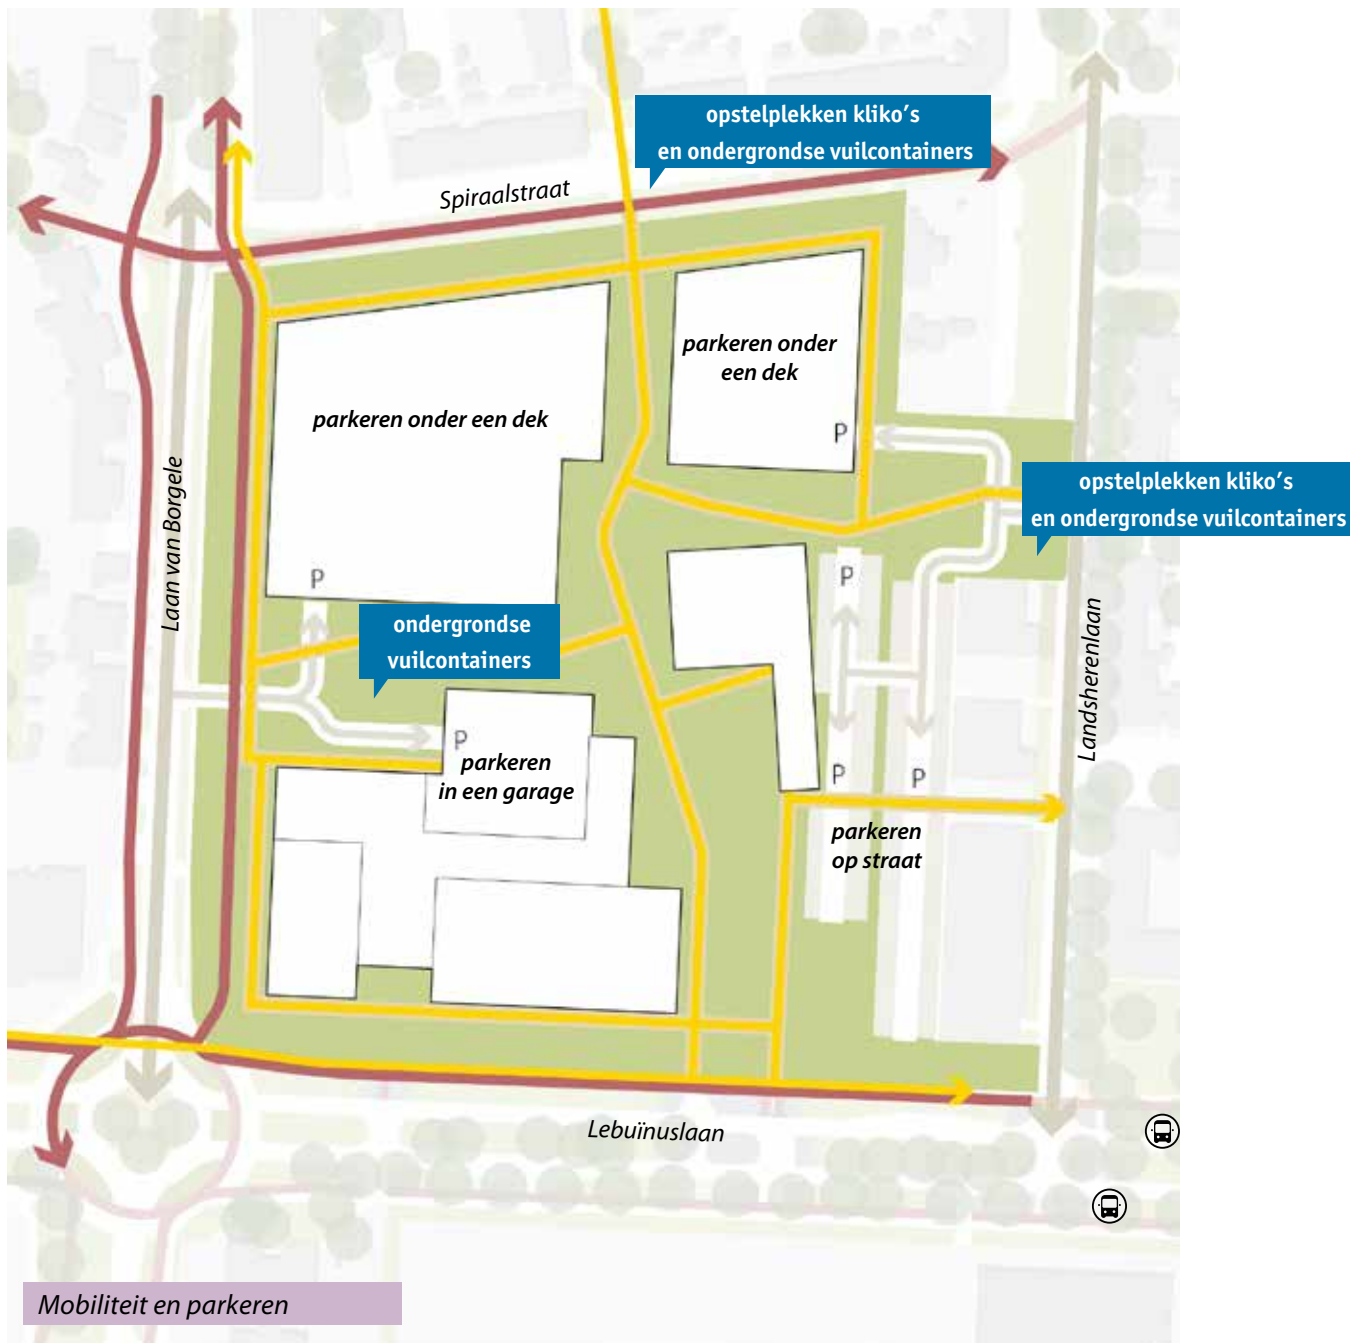 opstelplekken kliko's
en ondergrondse vuilcontainers
Spiraalstraat
parkeren onder
een dek
parkeren onder een dek
P
opstelplekken kliko's
en ondergrondse vuilcontainers
Laan van Borgele
P
P
ondergrondse
vuilcontainers
Landsherenlaan
P
parkeren
in een garage
P
P
parkeren
op straat
Lebuïnuslaan
Mobiliteit en parkeren